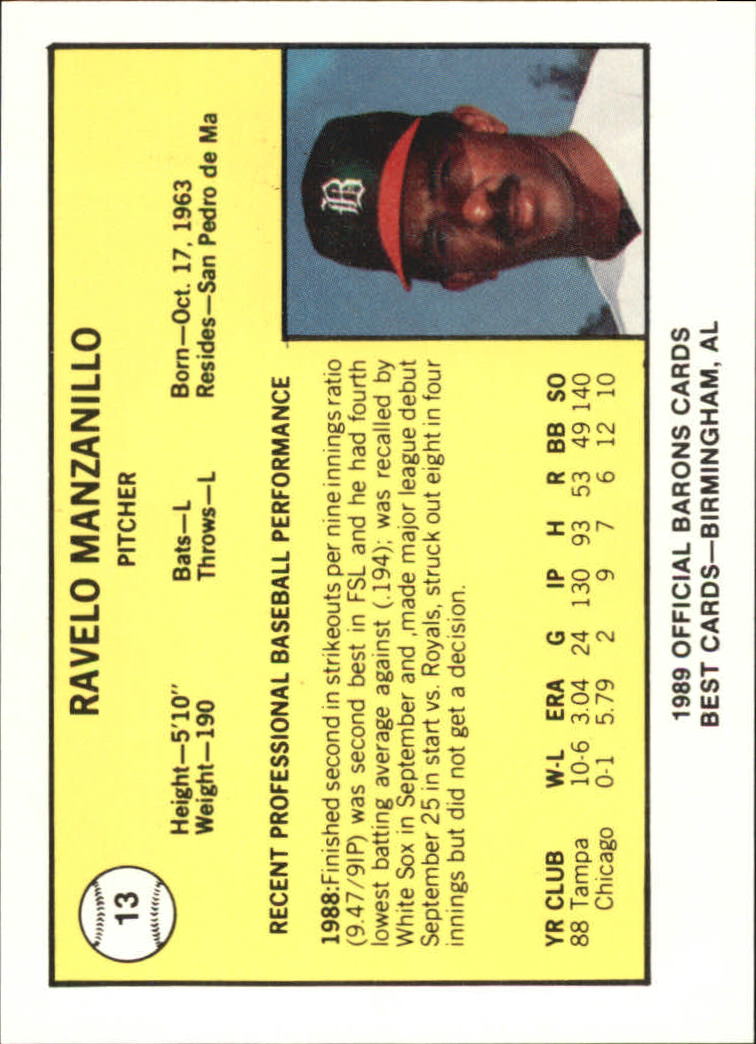 13
RAVELO MANZANILLO
PITCHER
Height—5'10" Bats—L Born—Oct. 17, 1963
Weight—190 Throws—L Resides—San Pedro de Ma
B
RECENT PROFESSIONAL BASEBALL PERFORMANCE
1988:Finished second in strikeouts per nine innings ratio
(9.47/9IP) was second best in FSL and he had fourth
lowest batting average against (.194); was recalled by
White Sox in September and ,made major league debut
September 25 in start vs. Royals, struck out eight in four
innings but did not get a decision.
YR CLUB W-L ERA G IP H R BB SO
88 Tampa 10-6 3.04 24 130 93 53 49 140
Chicago 0-1 5.79 2 9 7 6 12 10
1989 OFFICIAL BARONS CARDS
BEST CARDS—BIRMINGHAM, AL